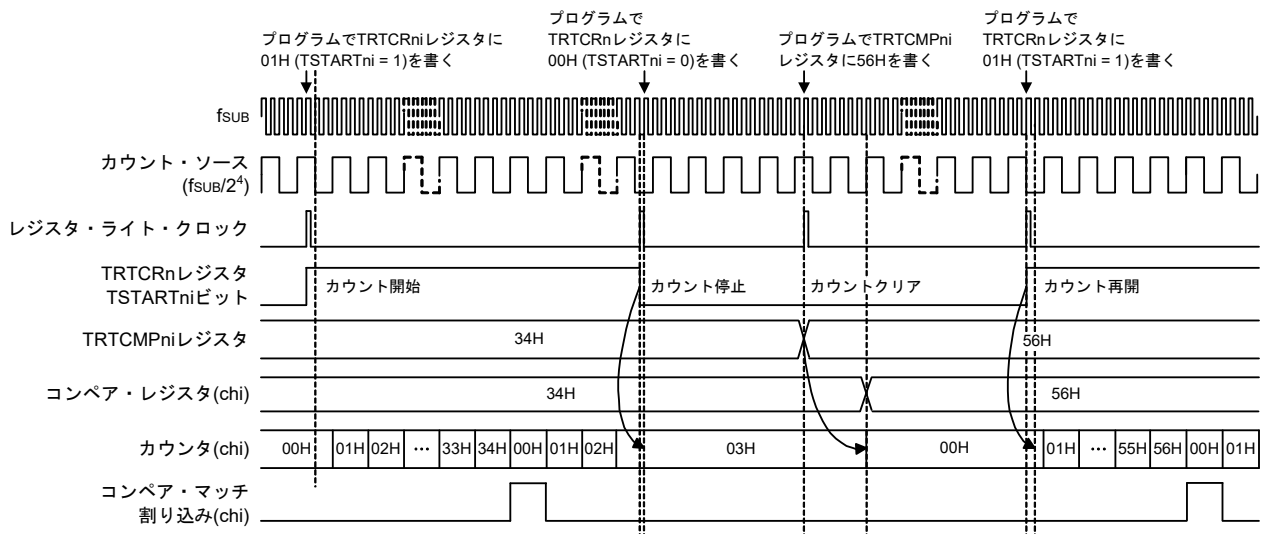 プログラムでTRTCRniレジスタに
01H (TSTARTni = 1)を書く
プログラムで
TRTCRnレジスタに
00H (TSTARTni = 0)を書く
プログラムでTRTCMPni
レジスタに56Hを書く
プログラムで
TRTCRnレジスタに
01H (TSTARTni = 1)を書く
fSUB
カウント・ソース
(fSUB/2⁴)
レジスタ・ライト・クロック
TRTCRnレジスタ
TSTARTniビット
カウント開始
カウント停止
カウントクリア
カウント再開
TRTCMPniレジスタ
34H
56H
コンペア・レジスタ(chi)
34H
56H
カウンタ(chi)
00H 01H 02H … 33H 34H 00H 01H 02H 03H 00H 01H … 55H 56H 00H 01H
コンペア・マッチ
割り込み(chi)